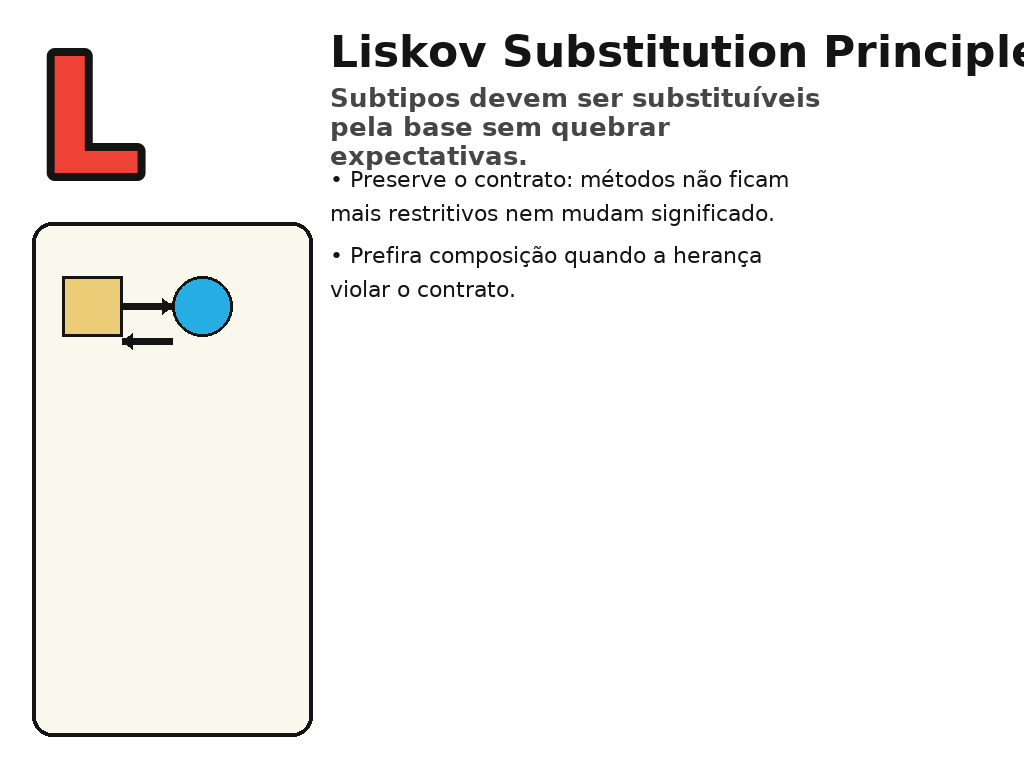 L
Liskov Substitution Principle
Subtipos devem ser substituíveis
pela base sem quebrar
expectativas.
• Preserve o contrato: métodos não ficam
mais restritivos nem mudam significado.
• Prefira composição quando a herança
violar o contrato.